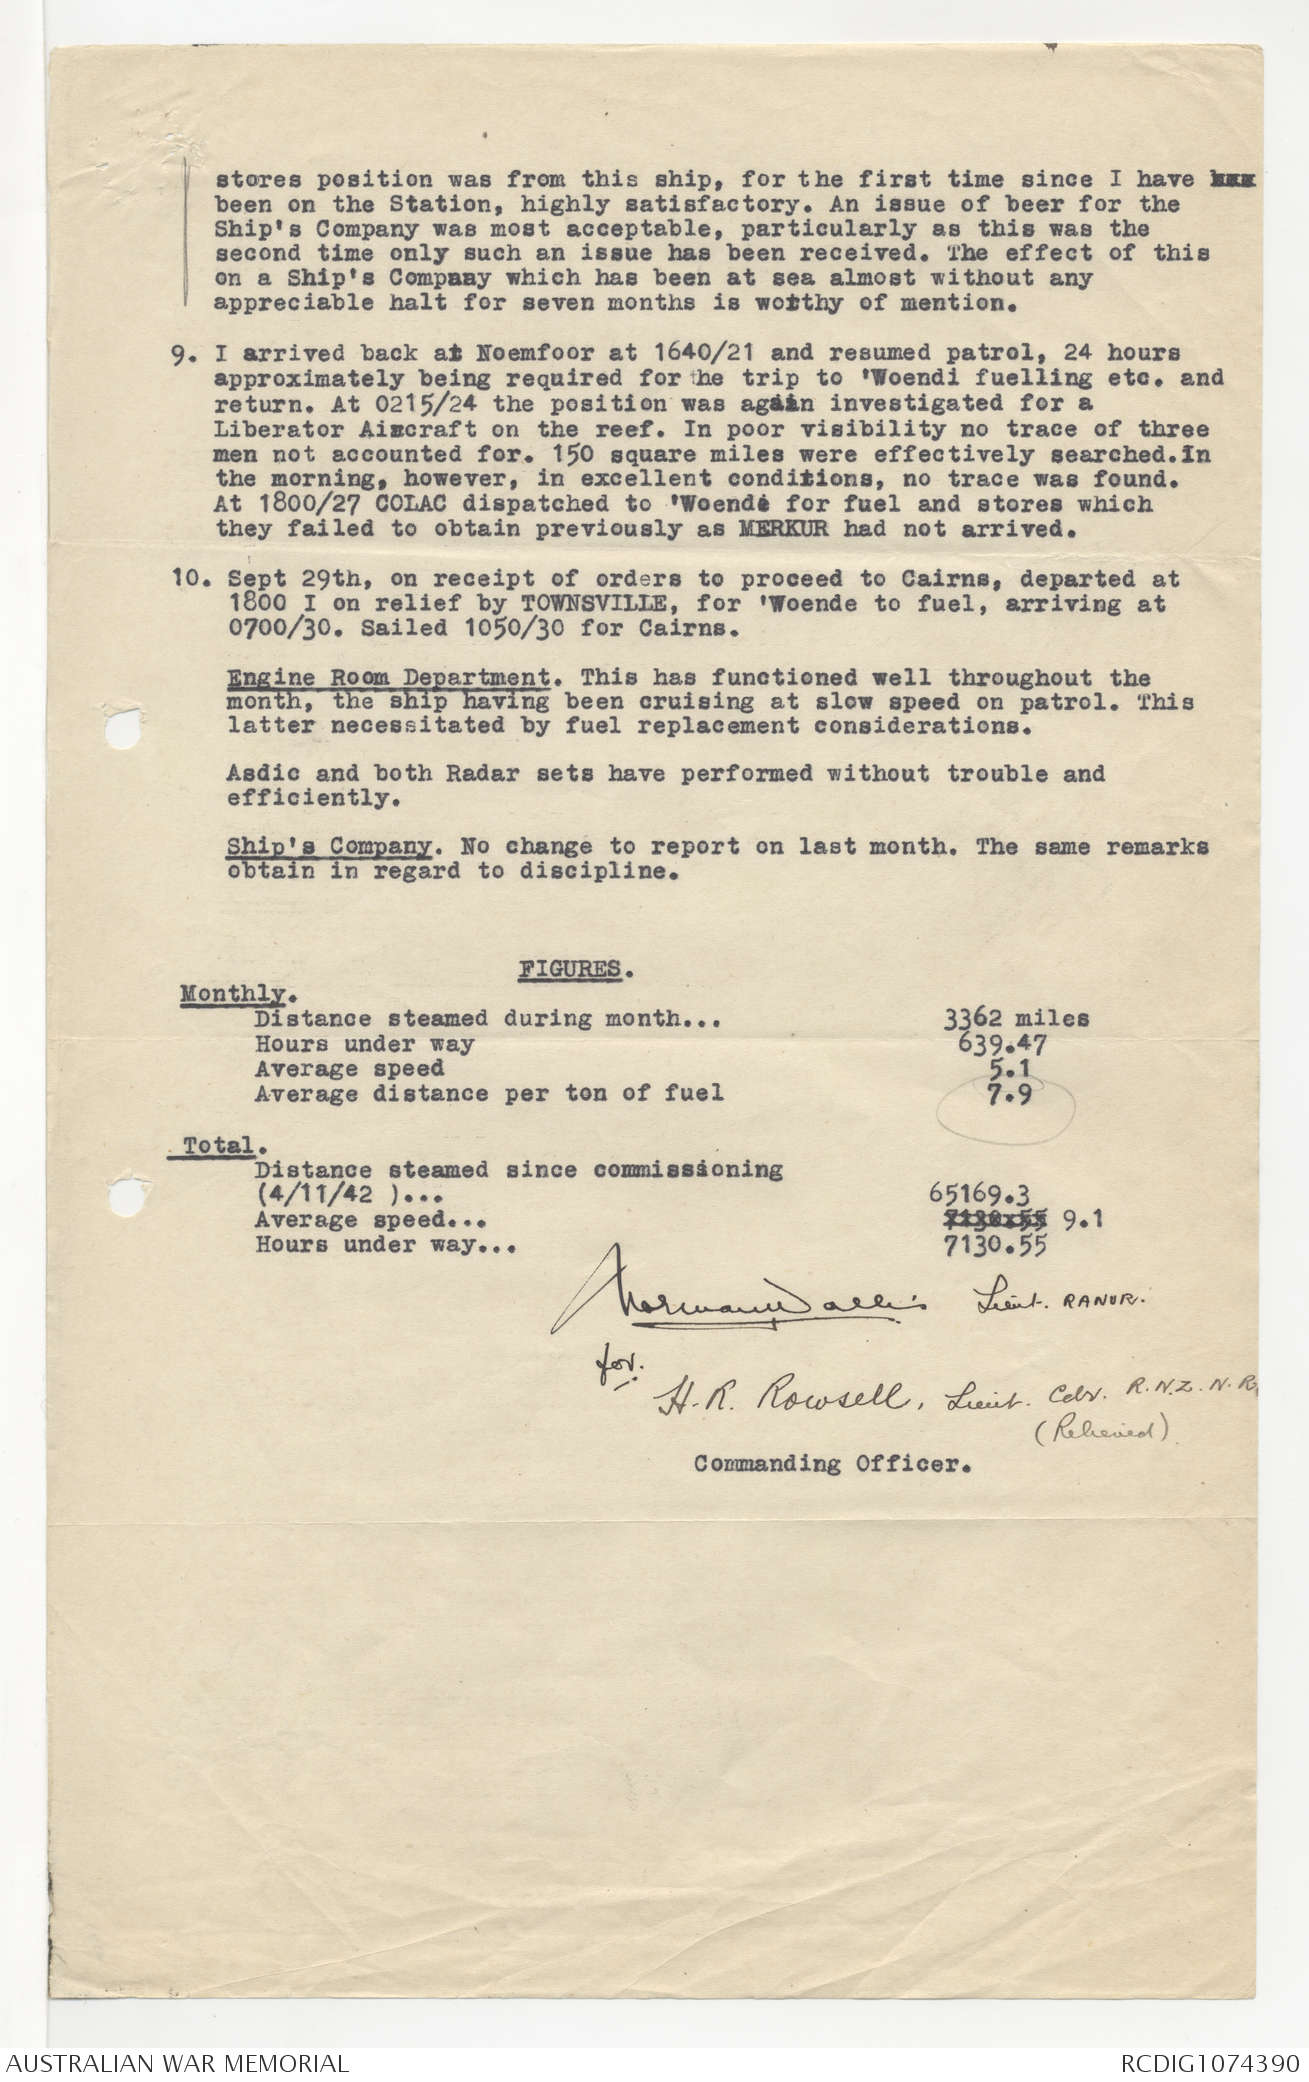 stores position was from this ship, for the first time since I have
been on the Station, highly satisfactory. An issue of beer for the
Ship's Company was most acceptable, particularly as this was the
second time only such an issue has been received. The effect of this
on a Ship's Company which has been at sea almost without any
appreciable halt for seven months is worthy of mention.
9. I arrived back at Noemfoor at 1640/21 and resumed patrol, 24 hours
approximately being required for the trip to 'Woendi fuelling etc. and
return. At 0215/24 the position was again investigated for a
Liberator Aircraft on the reef. In poor visibility no trace of three
men not accounted for. 150 square miles were effectively searched.In
the morning, however, in excellent conditions, no trace was found.
At 1800/27 COLAC dispatched to 'Woende for fuel and stores which
they failed to obtain previously as MERKUR had not arrived.
10. Sept 29th, on receipt of orders to proceed to Cairns, departed at
1800 I on relief by TOWNSVILLE, for 'Woende to fuel, arriving at
0700/30. Sailed 1050/30 for Cairns.
Engine Room Department. This has functioned well throughout the
month, the ship having been cruising at slow speed on patrol. This
latter necessitated by fuel replacement considerations.
Asdic and both Radar sets have performed without trouble and
efficiently.
Ship's Company. No change to report on last month. The same remarks
obtain in regard to discipline.
FIGURES.
Monthly.
Distance steamed during month... 3362 miles
Hours under way 639.47
Average speed 5.1
Average distance per ton of fuel 7.9
Total.
Distance steamed since commissioning
(4/11/42 )... 65169.3
Average speed... 7130.55 9.1
Hours under way... 7130.55
Norman Wallis Lieut. RANVR.
for.
H. R. Rowsell, Lieut. Cdr. R.N.Z.N.R.
(Relieved).
Commanding Officer.
AUSTRALIAN WAR MEMORIAL RCDIG1074390